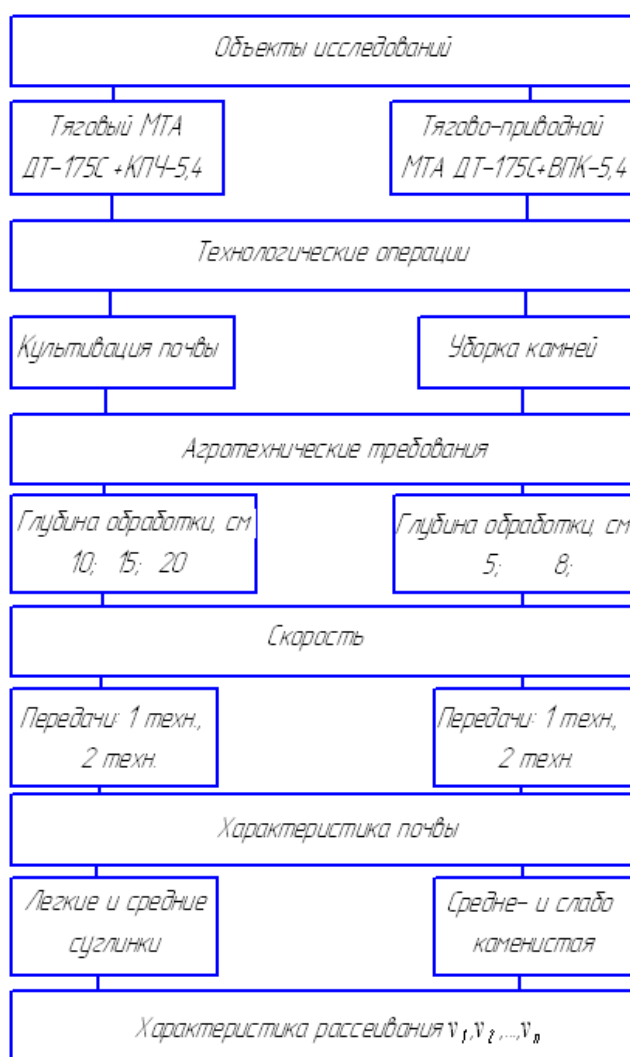 Объекты исследований
Тяговый МТА
ДТ-175С +КПЧ-5,4
Тягово-приводной
МТА ДТ-175С+ВПК-5,4
Технологические операции
Культивация почвы
Уборка камней
Агротехнические требования
Глубина обработки, см
10; 15; 20
Глубина обработки, см
5; 8;
Скорость
Передачи: 1 техн.,
2 техн.
Передачи: 1 техн.,
2 техн.
Характеристика почвы
Легкие и средние
суглинки
Средне- и слабо
каменистая
Характеристика рассеивания ν₁,ν₂,...,νₙ